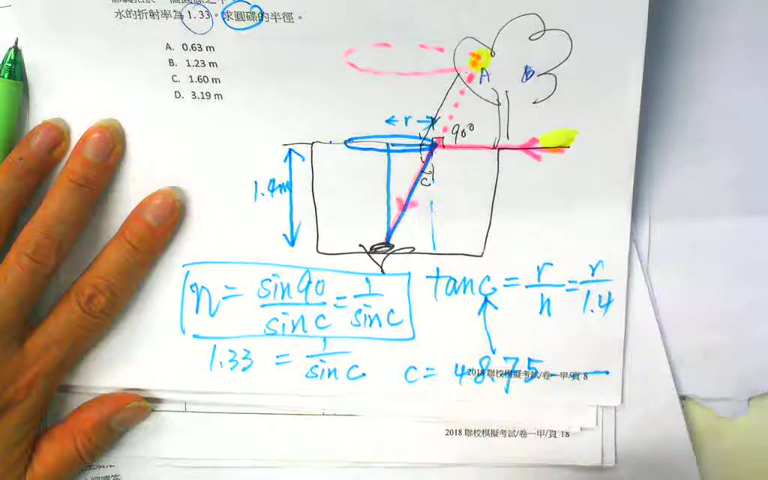 水的折射率為 1.33。求圓碟的半徑。
A. 0.63 m
B. 1.23 m
C. 1.60 m
D. 3.19 m
A B
r
90°
c
1.4m
n = sin90/sin c = 1/sin c
tan c = r/h = r/1.4
1.33 = 1/sin c
c = 48.75
2018 聯校模擬考試/卷一甲/頁 8
2018 聯校模擬考試/卷一甲/頁 18